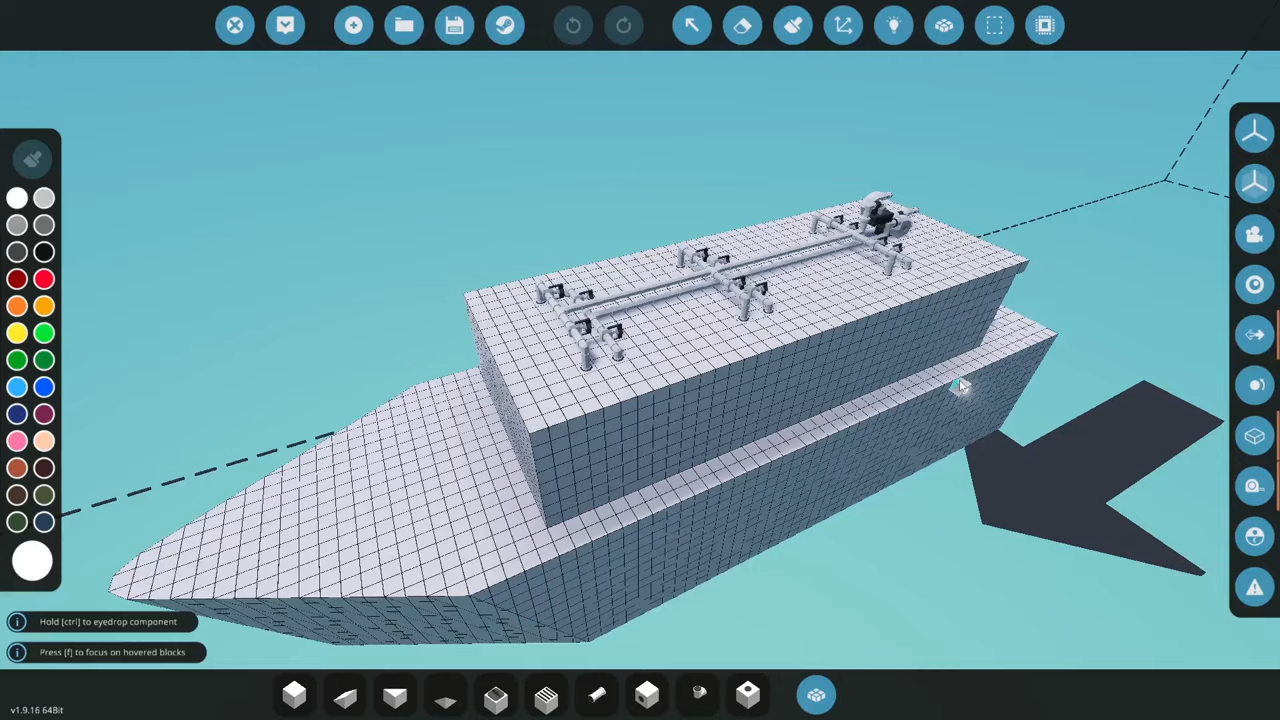 Hold [ctrl] to eyedrop component
Press [f] to focus on hovered blocks
v1.9.16 64Bit